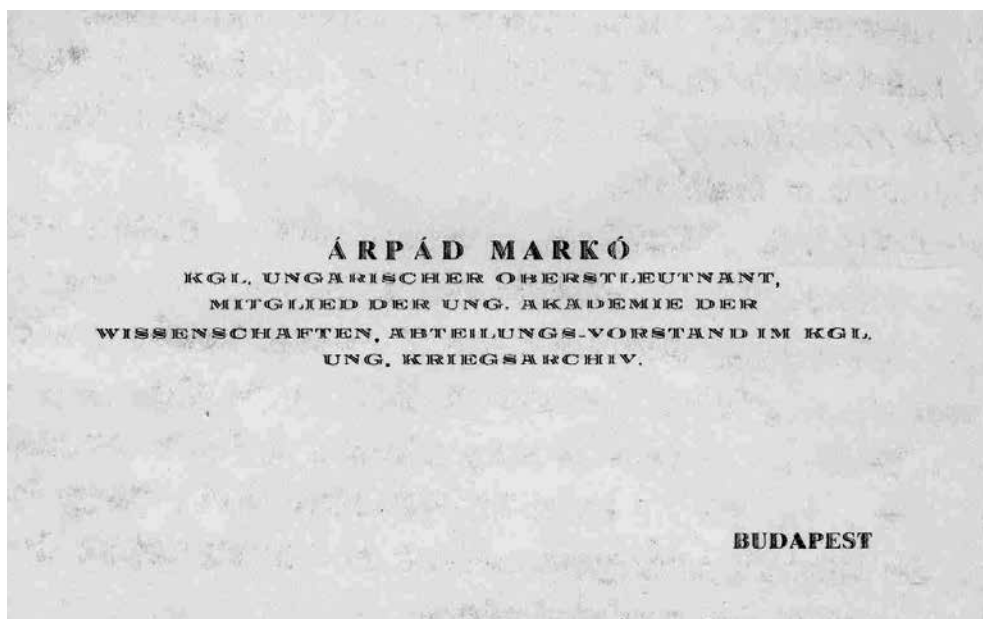 ÁRPÁD MARKÓ
KGL. UNGARISCHER OBERSTLEUTNANT,
MITGLIED DER UNG. AKADEMIE DER
WISSENSCHAFTEN, ABTEILUNGS-VORSTAND IM KGL.
UNG. KRIEGSARCHIV.
BUDAPEST